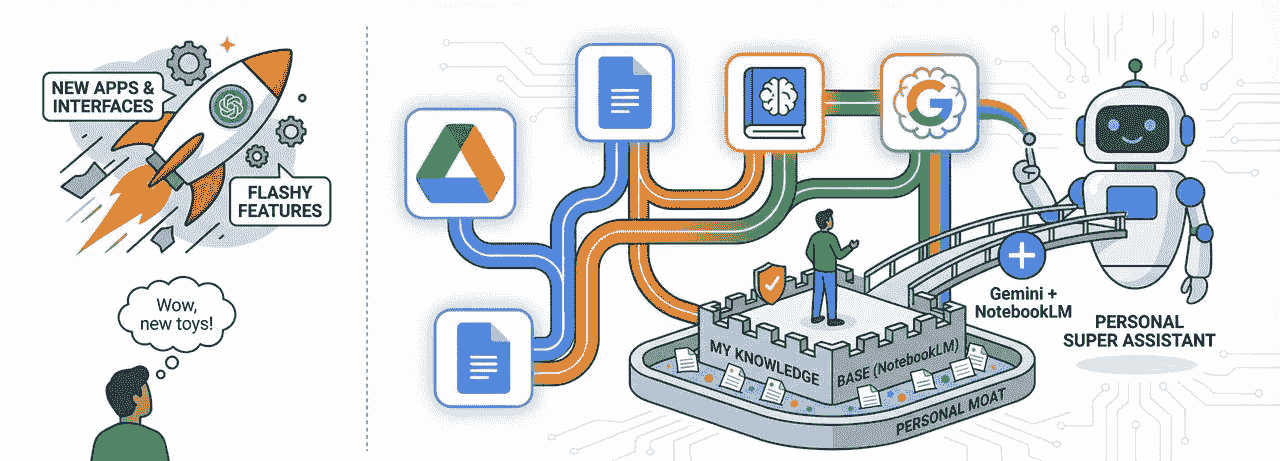 NEW APPS &
INTERFACES
FLASHY
FEATURES
Wow,
new toys!
MY KNOWLEDGE
BASE (NotebookLM)
PERSONAL MOAT
Gemini +
NotebookLM
PERSONAL
SUPER ASSISTANT